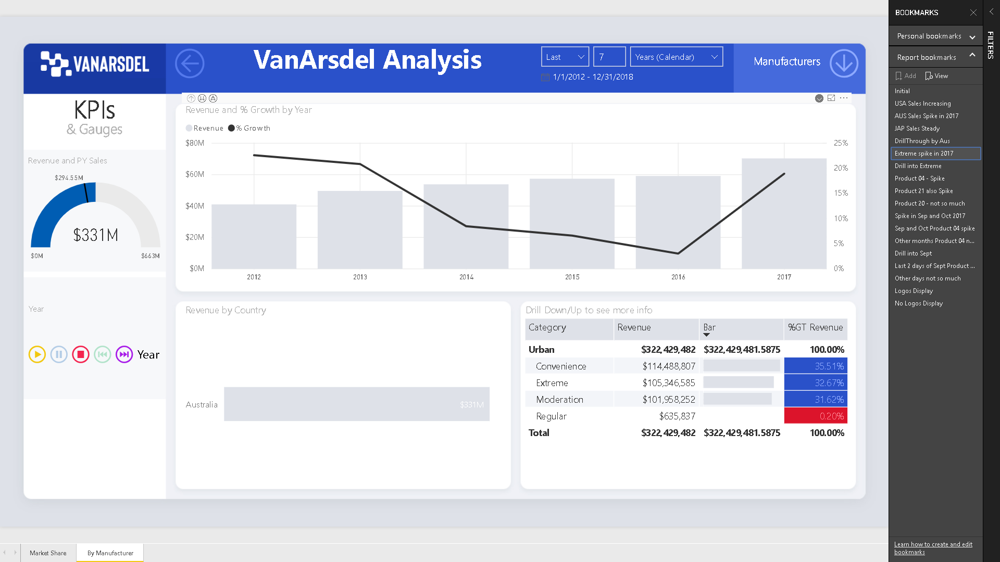 VANARSDEL
VanArsdel Analysis
Last
7
Years (Calendar)
1/1/2012 - 12/31/2018
Manufacturers
KPIs
& Gauges
Revenue and PY Sales
$294.55M
$331M
$0M
$663M
Year
Year
Revenue and % Growth by Year
Revenue
% Growth
$80M
$60M
$40M
$20M
$0M
25%
20%
15%
10%
5%
0%
2012
2013
2014
2015
2016
2017
Revenue by Country
Australia
$331M
Drill Down/Up to see more info
Category Revenue Bar %GT Revenue
Urban $322,429,482 $322,429,481.5875 100.00%
Convenience $114,488,807 35.51%
Extreme $105,346,585 32.67%
Moderation $101,958,252 31.62%
Regular $635,837 0.20%
Total $322,429,482 $322,429,481.5875 100.00%
Market Share
By Manufacturer
BOOKMARKS
Personal bookmarks
Report bookmarks
Add View
Initial
USA Sales Increasing
AUS Sales Spike in 2017
JAP Sales Steady
DrillThrough by Aus
Extreme spike in 2017
Drill into Extreme
Product 04 - Spike
Product 21 also Spike
Product 20 - not so much
Spike in Sep and Oct 2017
Sep and Oct Product 04 spike
Other months Product 04 n...
Drill into Sept
Last 2 days of Sept Product ...
Other days not so much
Logos Display
No Logos Display
Learn how to create and edit
bookmarks
FILTERS